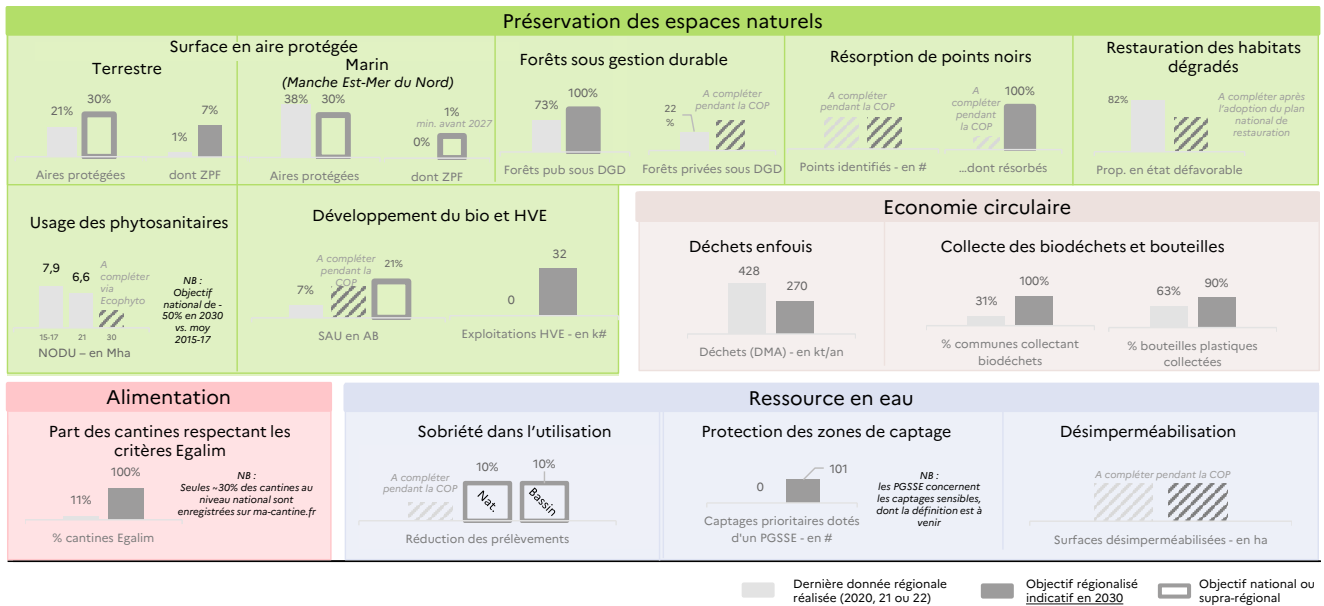 Préservation des espaces naturels
Surface en aire protégée
Terrestre
21%
30%
1%
7%
Aires protégées
dont ZPF
Marin
(Manche Est-Mer du Nord)
38%
30%
1%
min. avant 2027
0%
Aires protégées
dont ZPF
Forêts sous gestion durable
73%
100%
Forêts pub sous DGD
A compléter
pendant la COP
22
%
Forêts privées sous DGD
Résorption de points noirs
A compléter
pendant la COP
Points identifiés - en #
A
compléter
pendant
la COP
100%
...dont résorbés
Restauration des habitats
dégradés
82%
A compléter après
l'adoption du plan
national de
restauration
Prop. en état défavorable
Usage des phytosanitaires
7,9
6,6
A
compléter
via
Ecophyto
15-17
21
30
NODU – en Mha
NB :
Objectif
national de -
50% en 2030
vs. moy
2015-17
Développement du bio et HVE
A compléter
pendant la
COP
7%
21%
SAU en AB
0
32
Exploitations HVE - en k#
Economie circulaire
Déchets enfouis
428
270
Déchets (DMA) - en kt/an
Collecte des biodéchets et bouteilles
31%
100%
% communes collectant
biodéchets
63%
90%
% bouteilles plastiques
collectées
Alimentation
Part des cantines respectant les
critères Egalim
11%
100%
% cantines Egalim
NB :
Seules ~30% des cantines au
niveau national sont
enregistrées sur ma-cantine.fr
Ressource en eau
Sobriété dans l'utilisation
A compléter
pendant la COP
10%
Nat.
10%
Bassin
Réduction des prélèvements
Protection des zones de captage
0
101
Captages prioritaires dotés
d'un PGSSE - en #
NB :
les PGSSE concernent
les captages sensibles,
dont la définition est à
venir
Désimperméabilisation
A compléter pendant la COP
Surfaces désimperméabilisées - en ha
Dernière donnée régionale
réalisée (2020, 21 ou 22)
Objectif régionalisé
indicatif en 2030
Objectif national ou
supra-régional